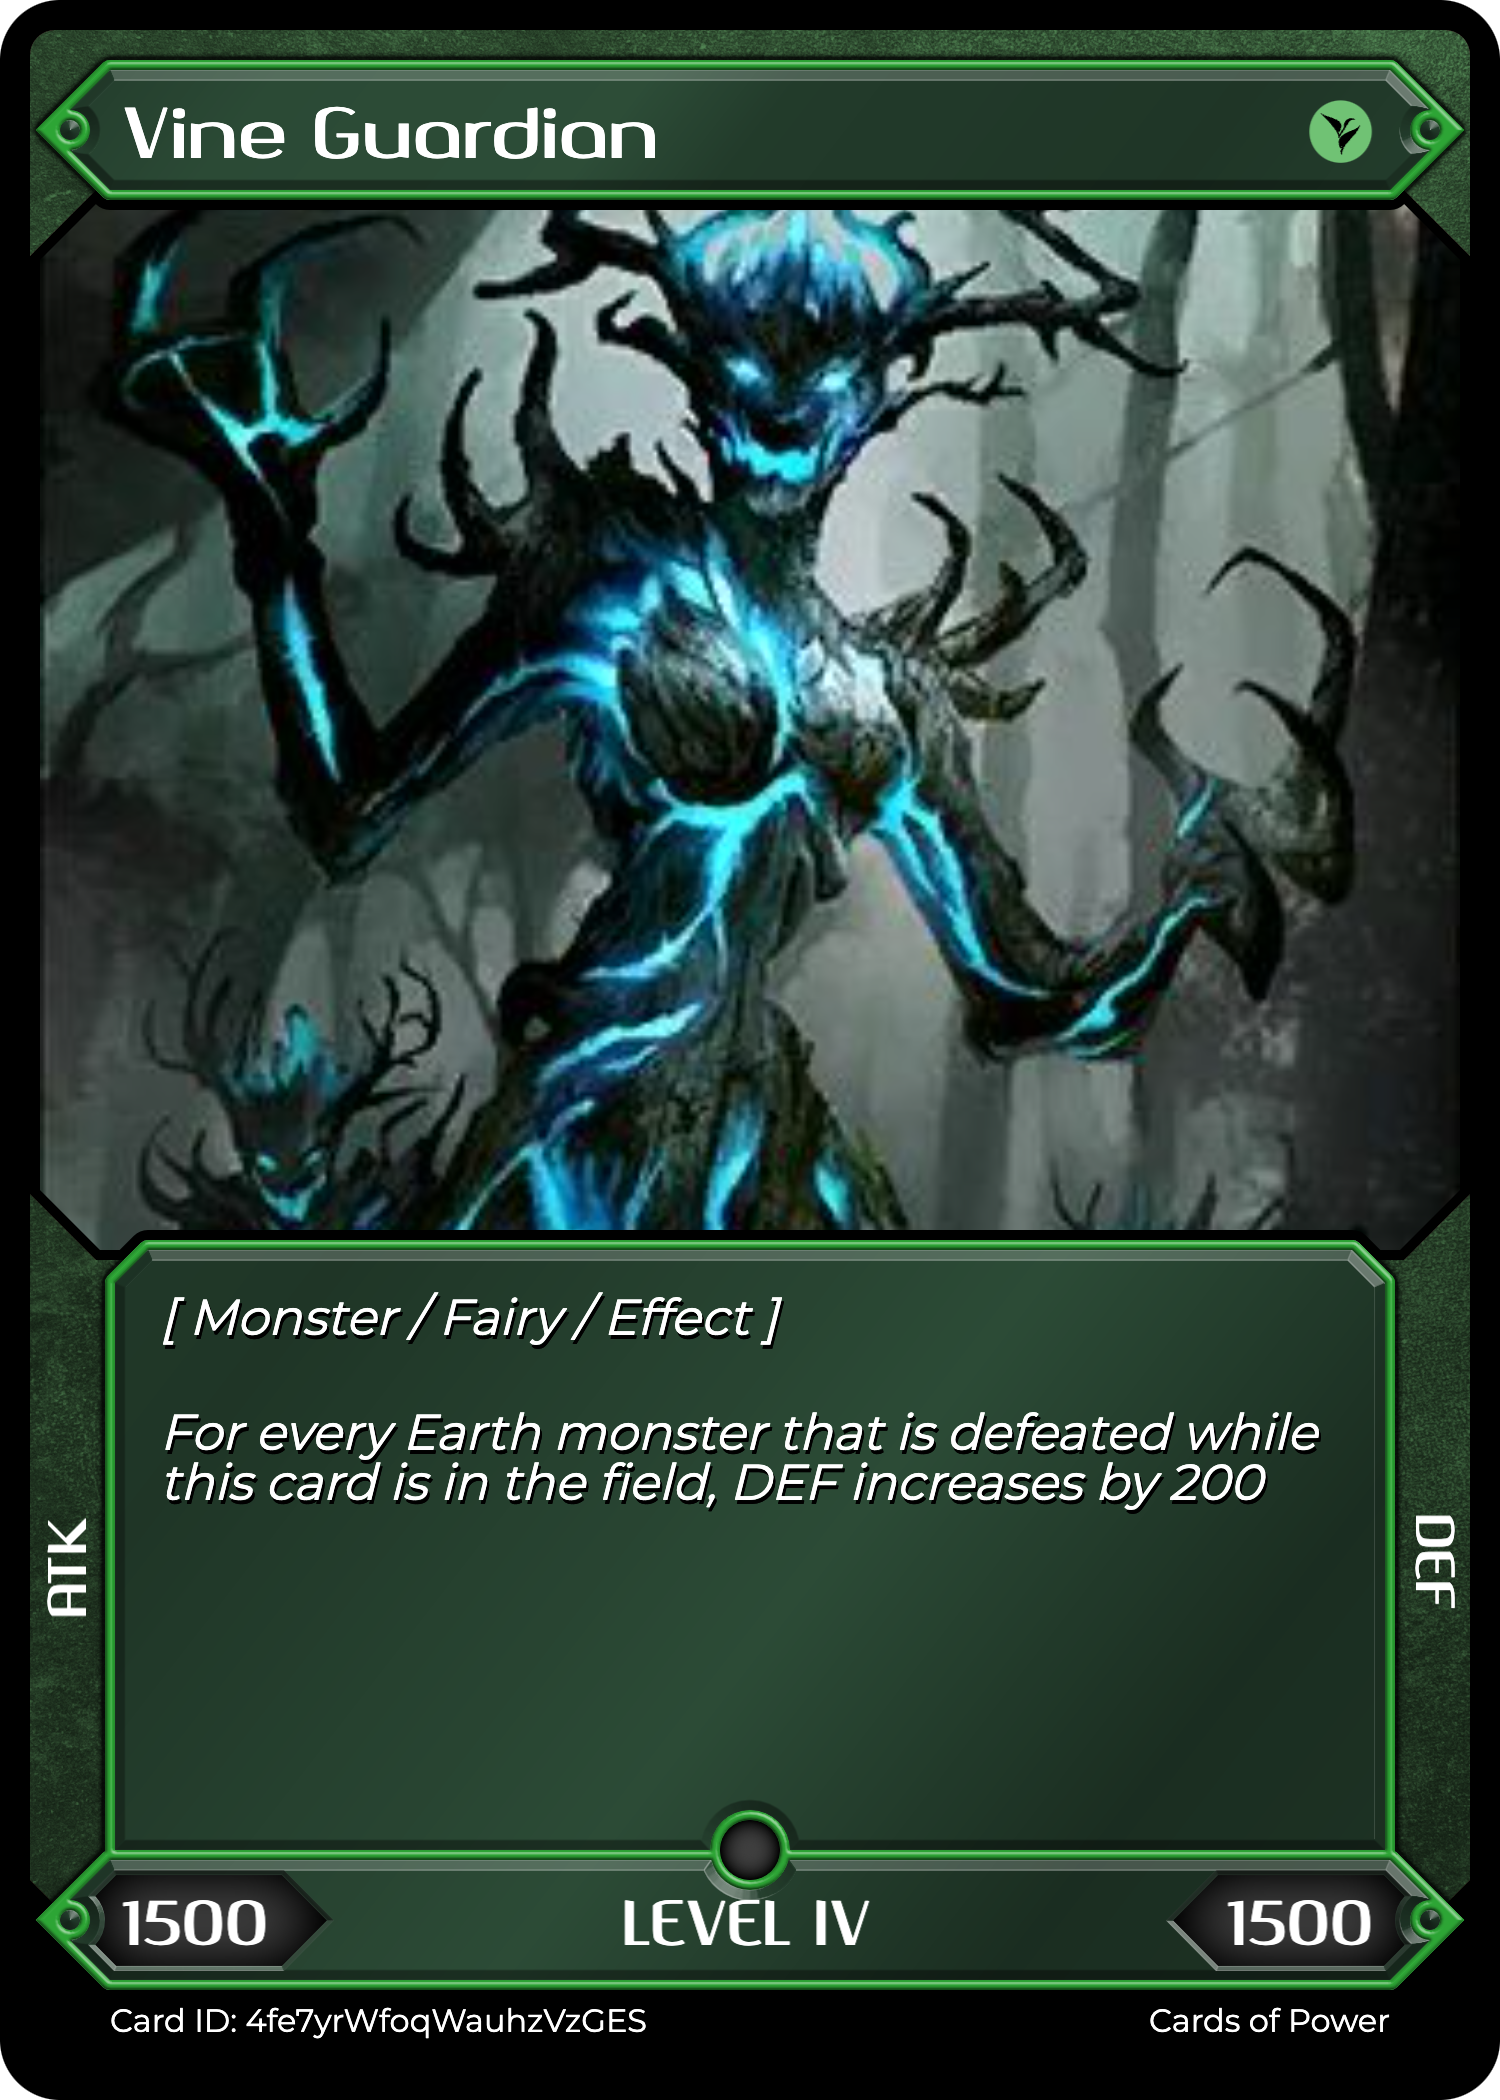 Vine Guardian
[ Monster / Fairy / Effect ]
For every Earth monster that is defeated while
this card is in the field, DEF increases by 200
ATK
DEF
1500
LEVEL IV
1500
Card ID: 4fe7yrWfoqWauhzVzGES
Cards of Power